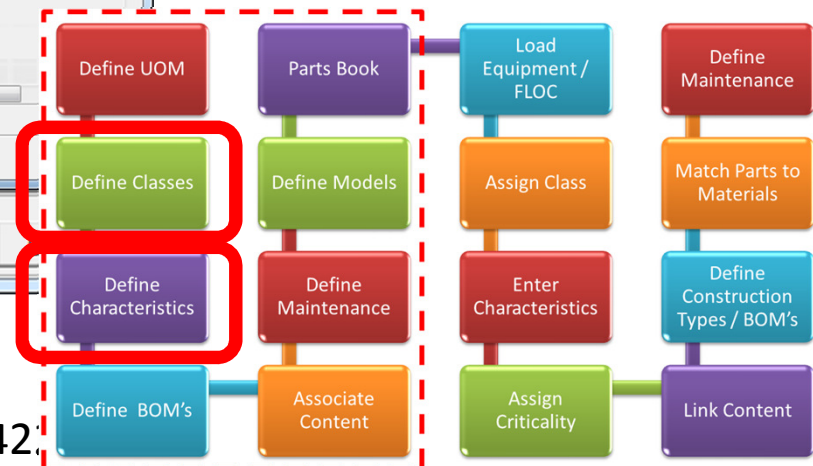 Define UOM
Parts Book
Load
Equipment /
FLOC
Define
Maintenance
Define Classes
Define Models
Assign Class
Match Parts to
Materials
Define
Characteristics
Define
Maintenance
Enter
Characteristics
Define
Construction
Types / BOM's
Define  BOM's
Associate
Content
Assign
Criticality
Link Content